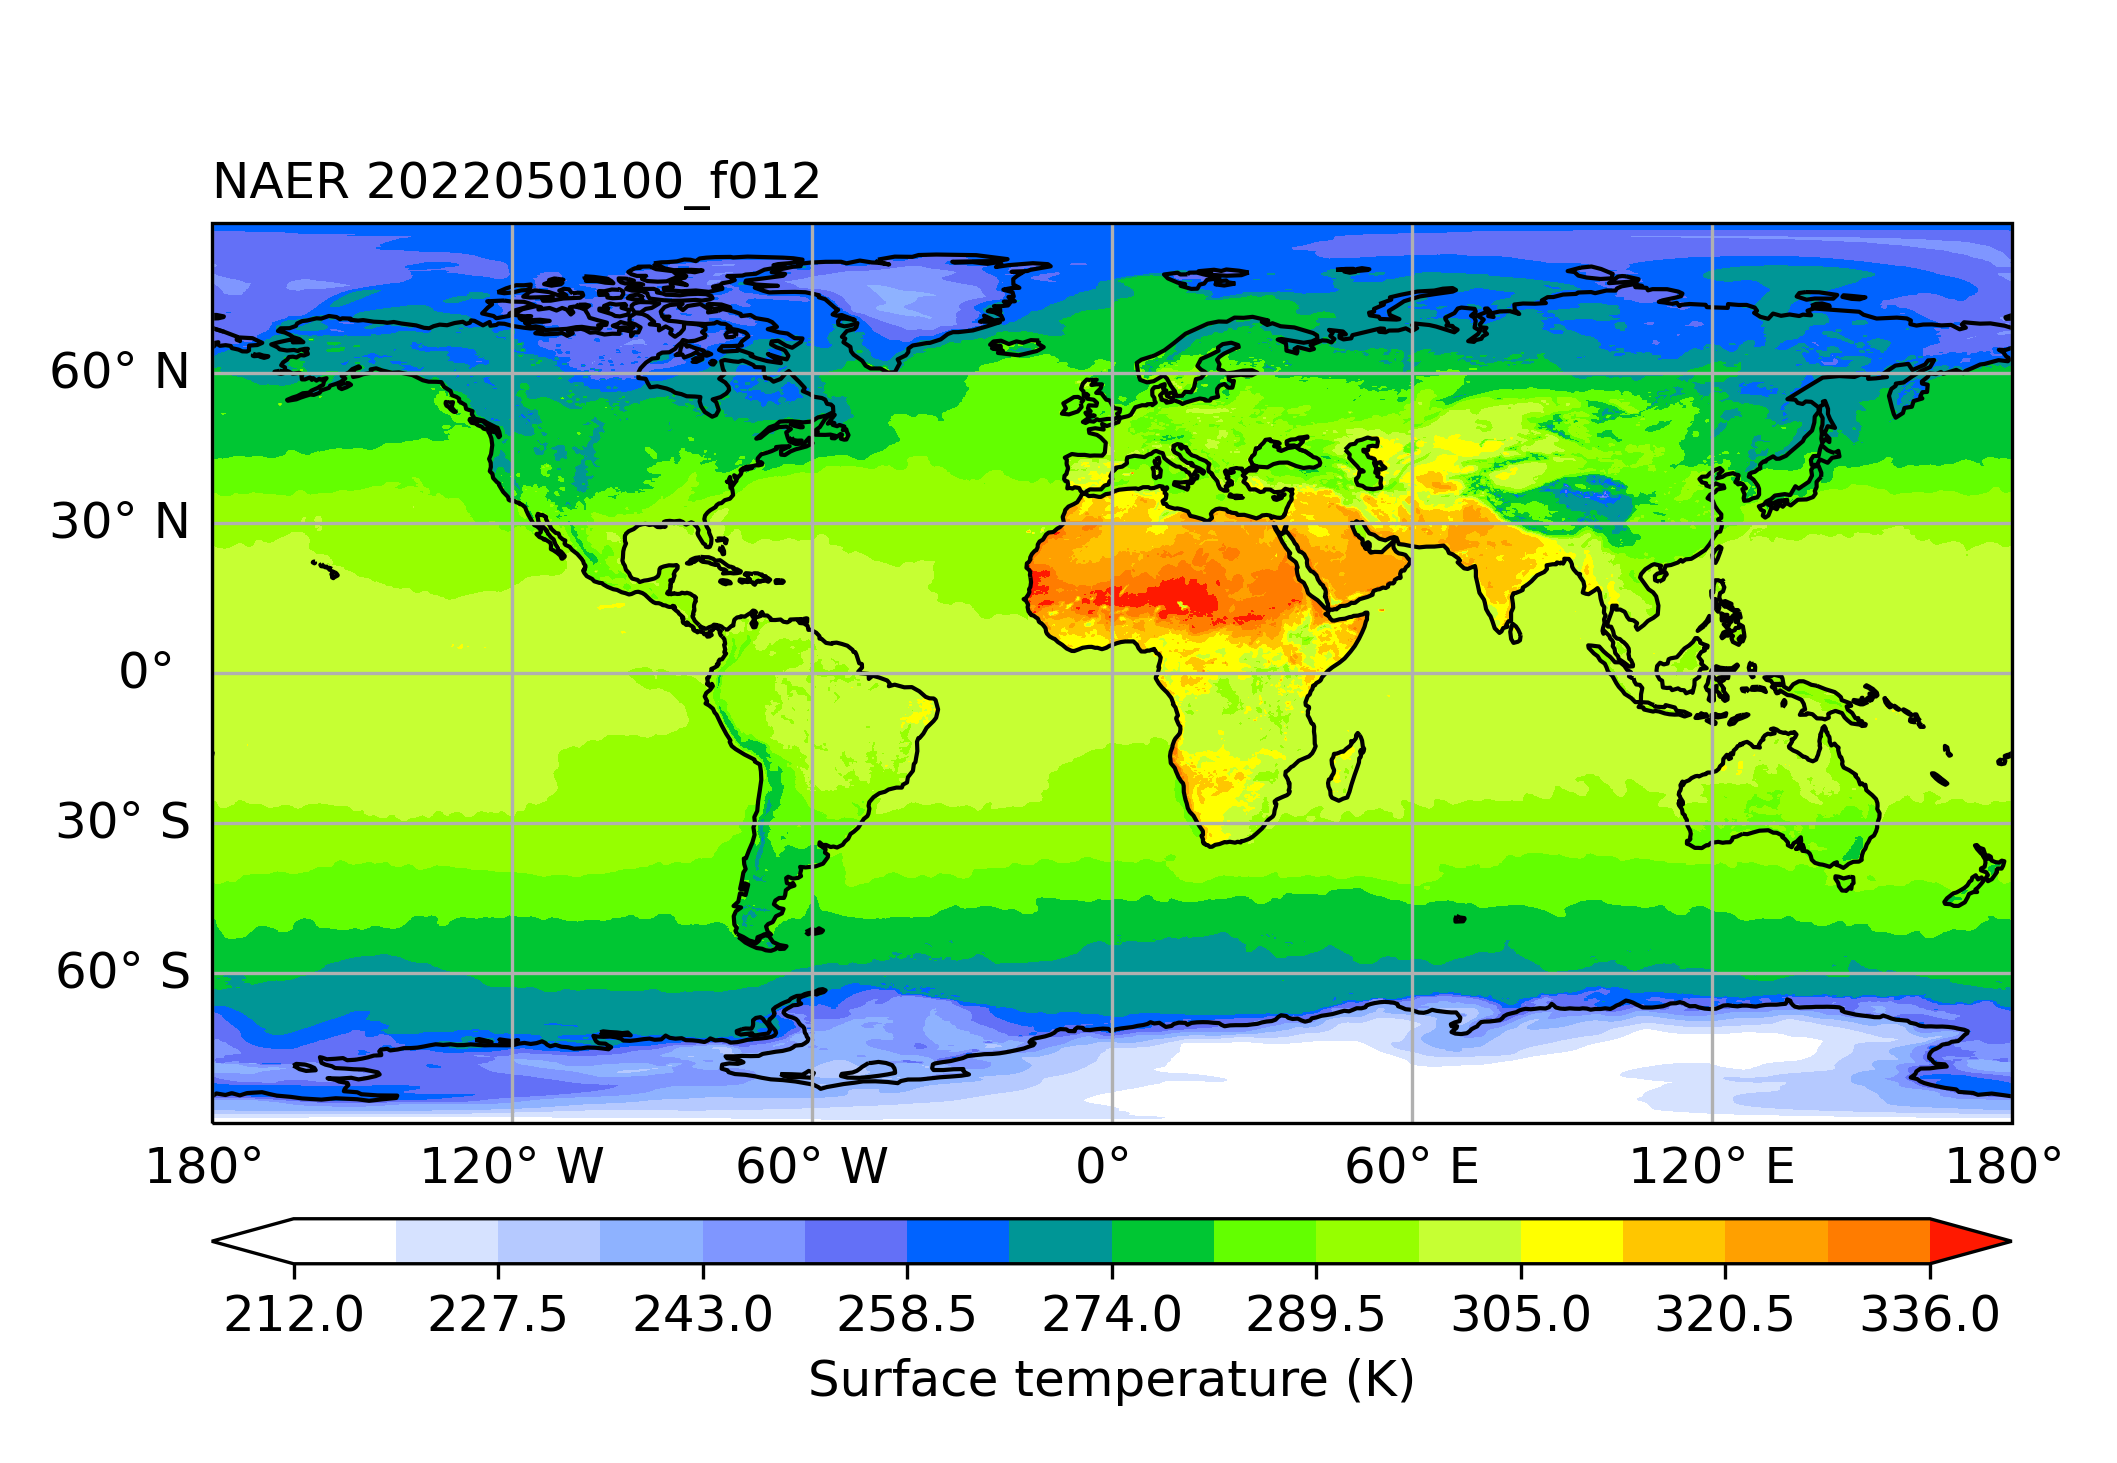 NAER 2022050100_f012
60° N
30° N
0°
30° S
60° S
180° 120° W 60° W 0° 60° E 120° E 180°
212.0 227.5 243.0 258.5 274.0 289.5 305.0 320.5 336.0
Surface temperature (K)